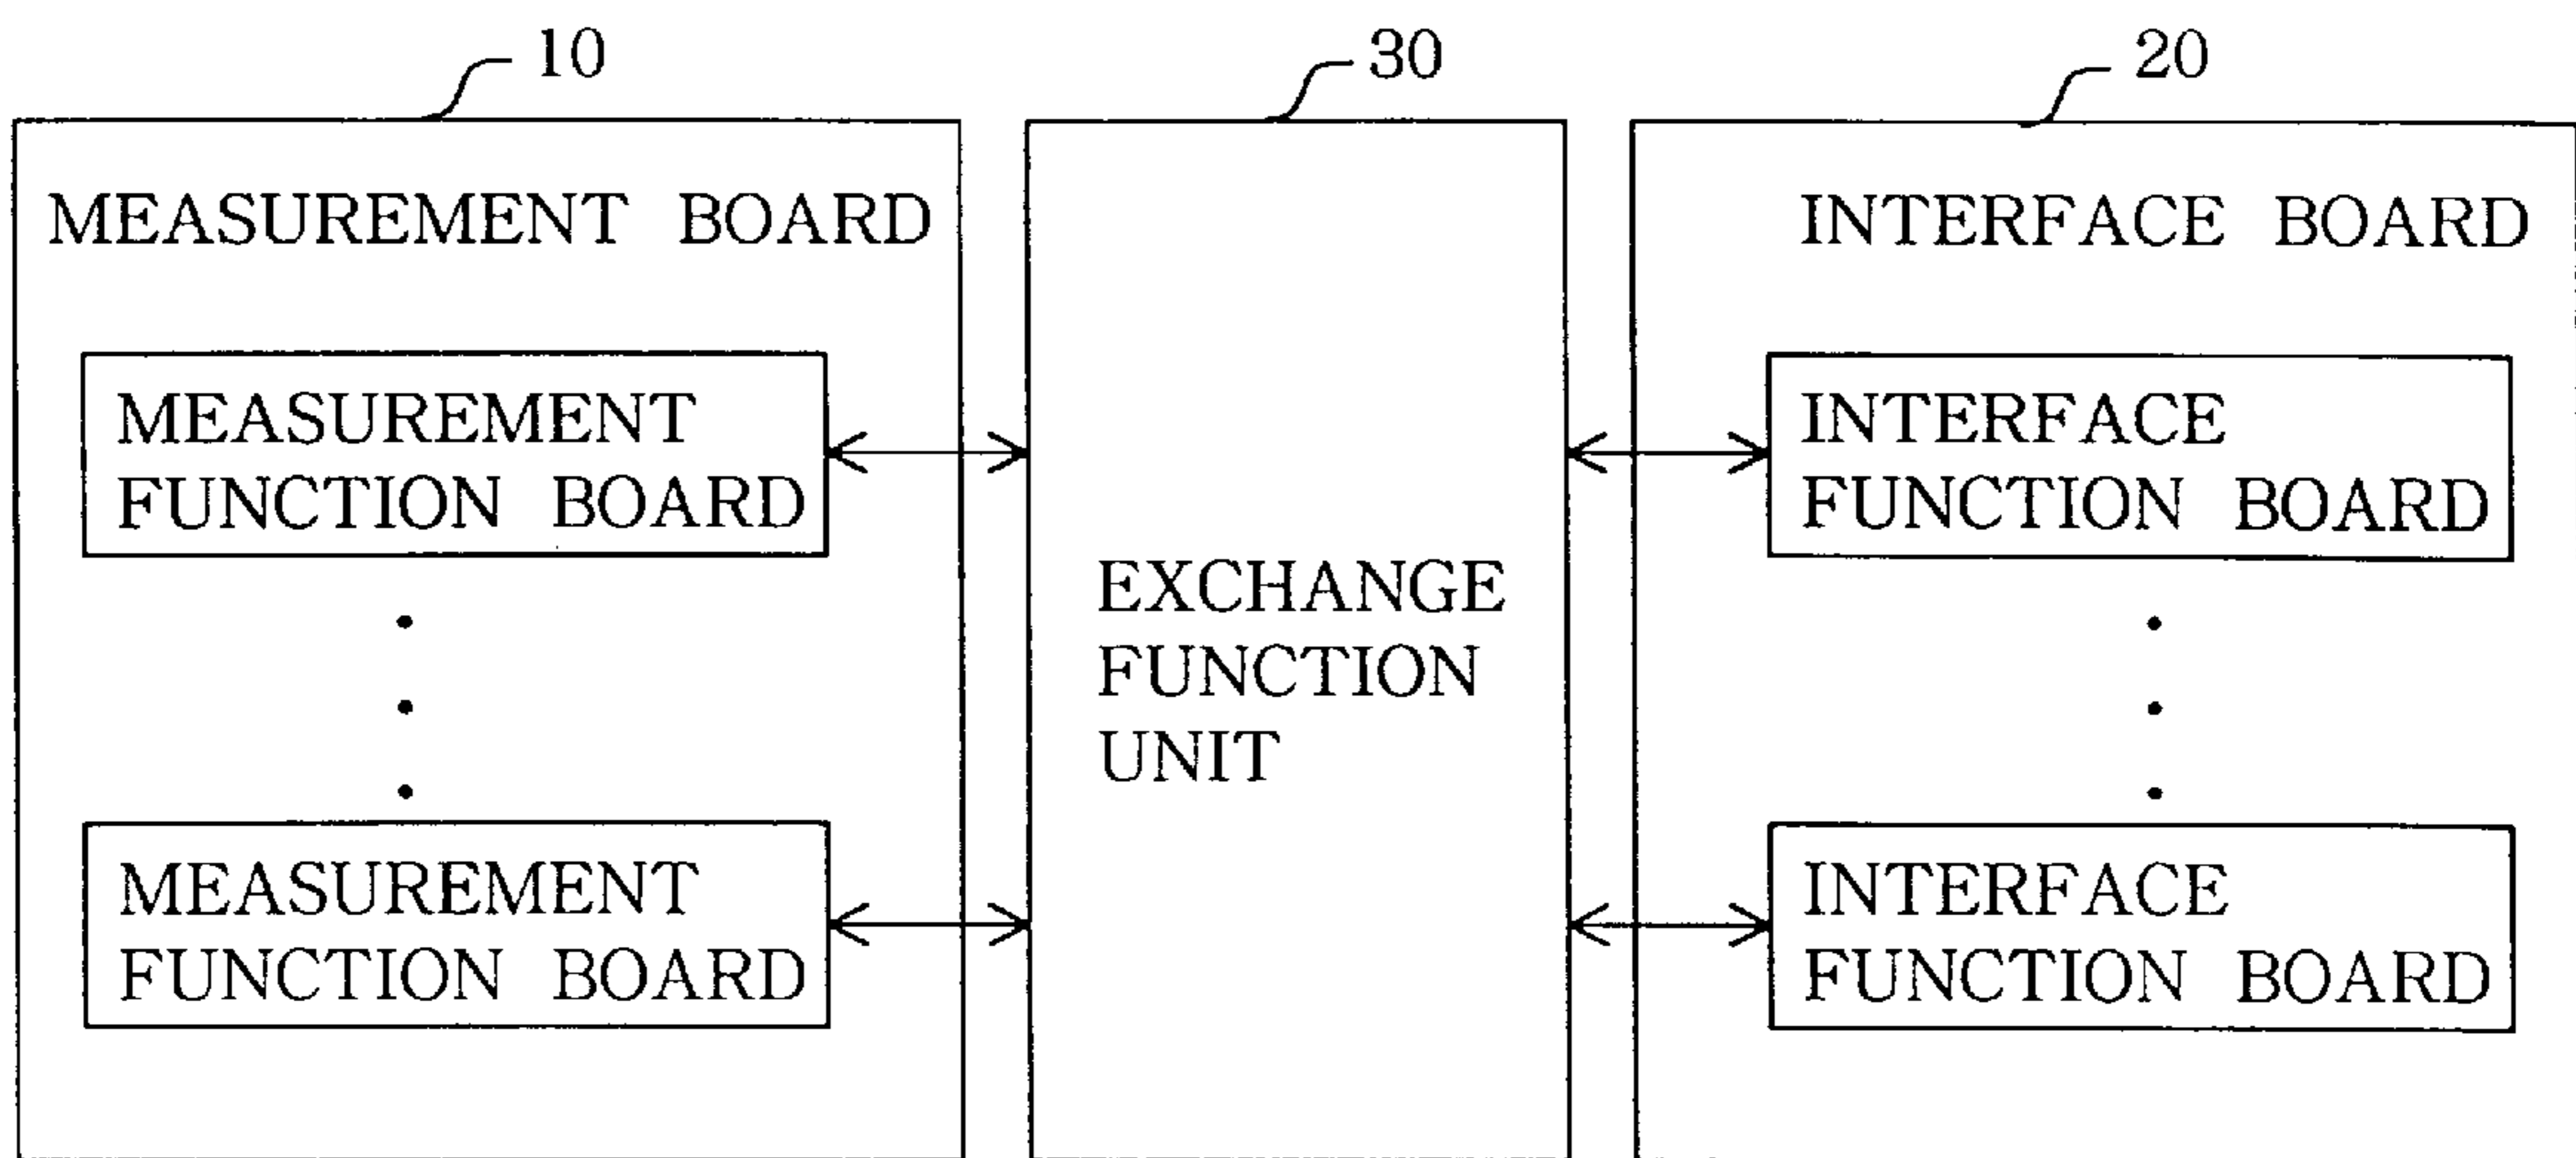 10
30
20
MEASUREMENT BOARD
INTERFACE BOARD
MEASUREMENT
FUNCTION BOARD
INTERFACE
FUNCTION BOARD
EXCHANGE
FUNCTION
UNIT
MEASUREMENT
FUNCTION BOARD
INTERFACE
FUNCTION BOARD